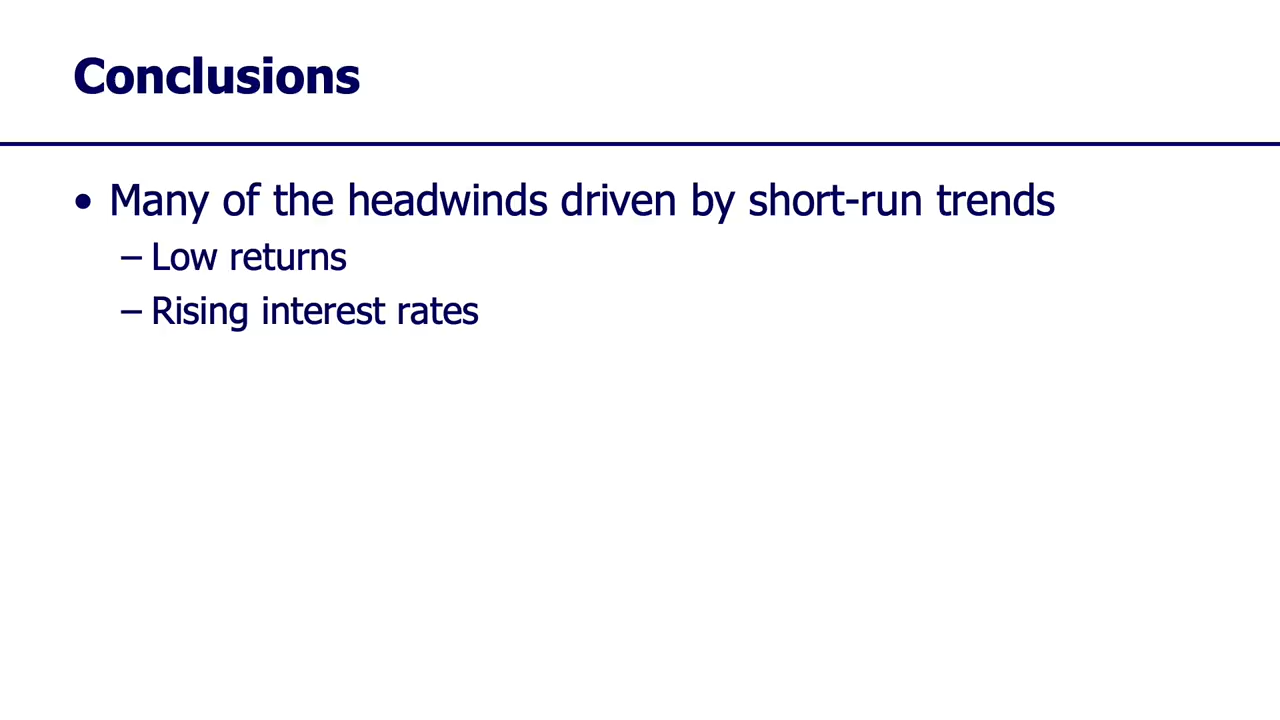 Conclusions
• Many of the headwinds driven by short-run trends
– Low returns
– Rising interest rates